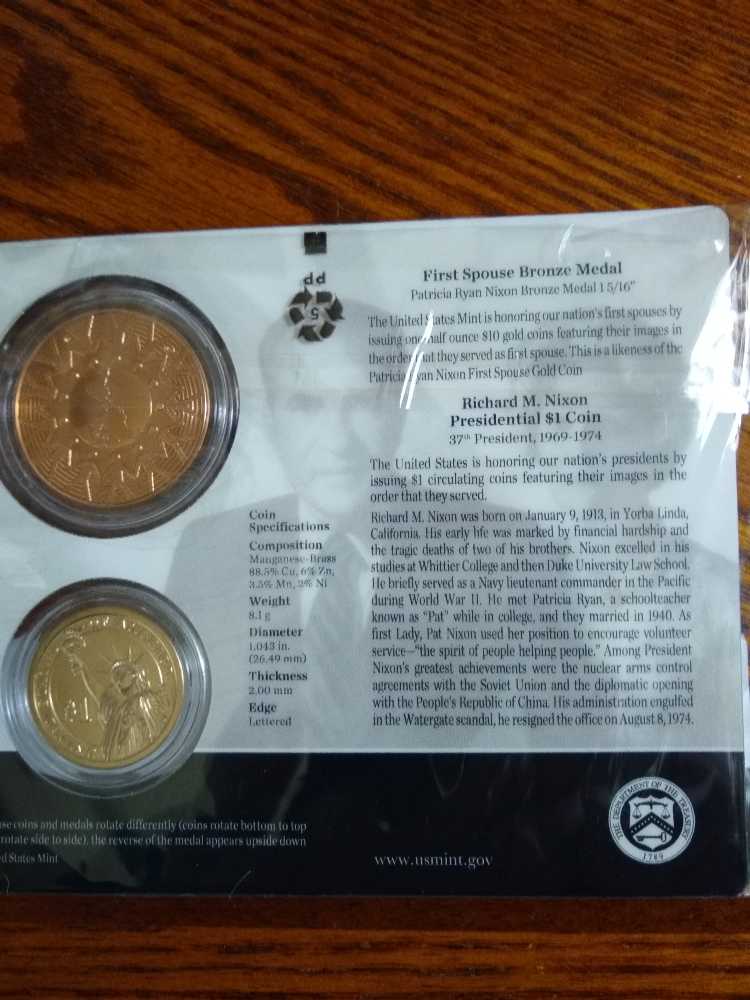 PP
5
First Spouse Bronze Medal
Patricia Ryan Nixon Bronze Medal 1 5/16"
The United States Mint is honoring our nation's first spouses by
issuing one-half ounce $10 gold coins featuring their images in
the order that they served as first spouse. This is a likeness of the
Patricia Ryan Nixon First Spouse Gold Coin
Richard M. Nixon
Presidential $1 Coin
37th President, 1969-1974
The United States is honoring our nation's presidents by
issuing $1 circulating coins featuring their images in the
order that they served.
Richard M. Nixon was born on January 9, 1913, in Yorba Linda,
California. His early life was marked by financial hardship and
the tragic deaths of two of his brothers. Nixon excelled in his
studies at Whittier College and then Duke University Law School.
He briefly served as a Navy lieutenant commander in the Pacific
during World War II. He met Patricia Ryan, a schoolteacher
known as "Pat" while in college, and they married in 1940. As
first Lady, Pat Nixon used her position to encourage volunteer
service—"the spirit of people helping people." Among President
Nixon's greatest achievements were the nuclear arms control
agreements with the Soviet Union and the diplomatic opening
with the People's Republic of China. His administration engulfed
in the Watergate scandal, he resigned the office on August 8, 1974.
Coin
Specifications
Composition
Manganese-Brass
88.5% Cu, 6% Zn,
3.5% Mn, 2% Ni
Weight
8.1 g
Diameter
1.043 in.
(26.49 mm)
Thickness
2.00 mm
Edge
Lettered
$1
coins and medals rotate differently (coins rotate bottom to top
rotate side to side), the reverse of the medal appears upside down
States Mint
www.usmint.gov
THE DEPARTMENT OF THE TREASURY
1789